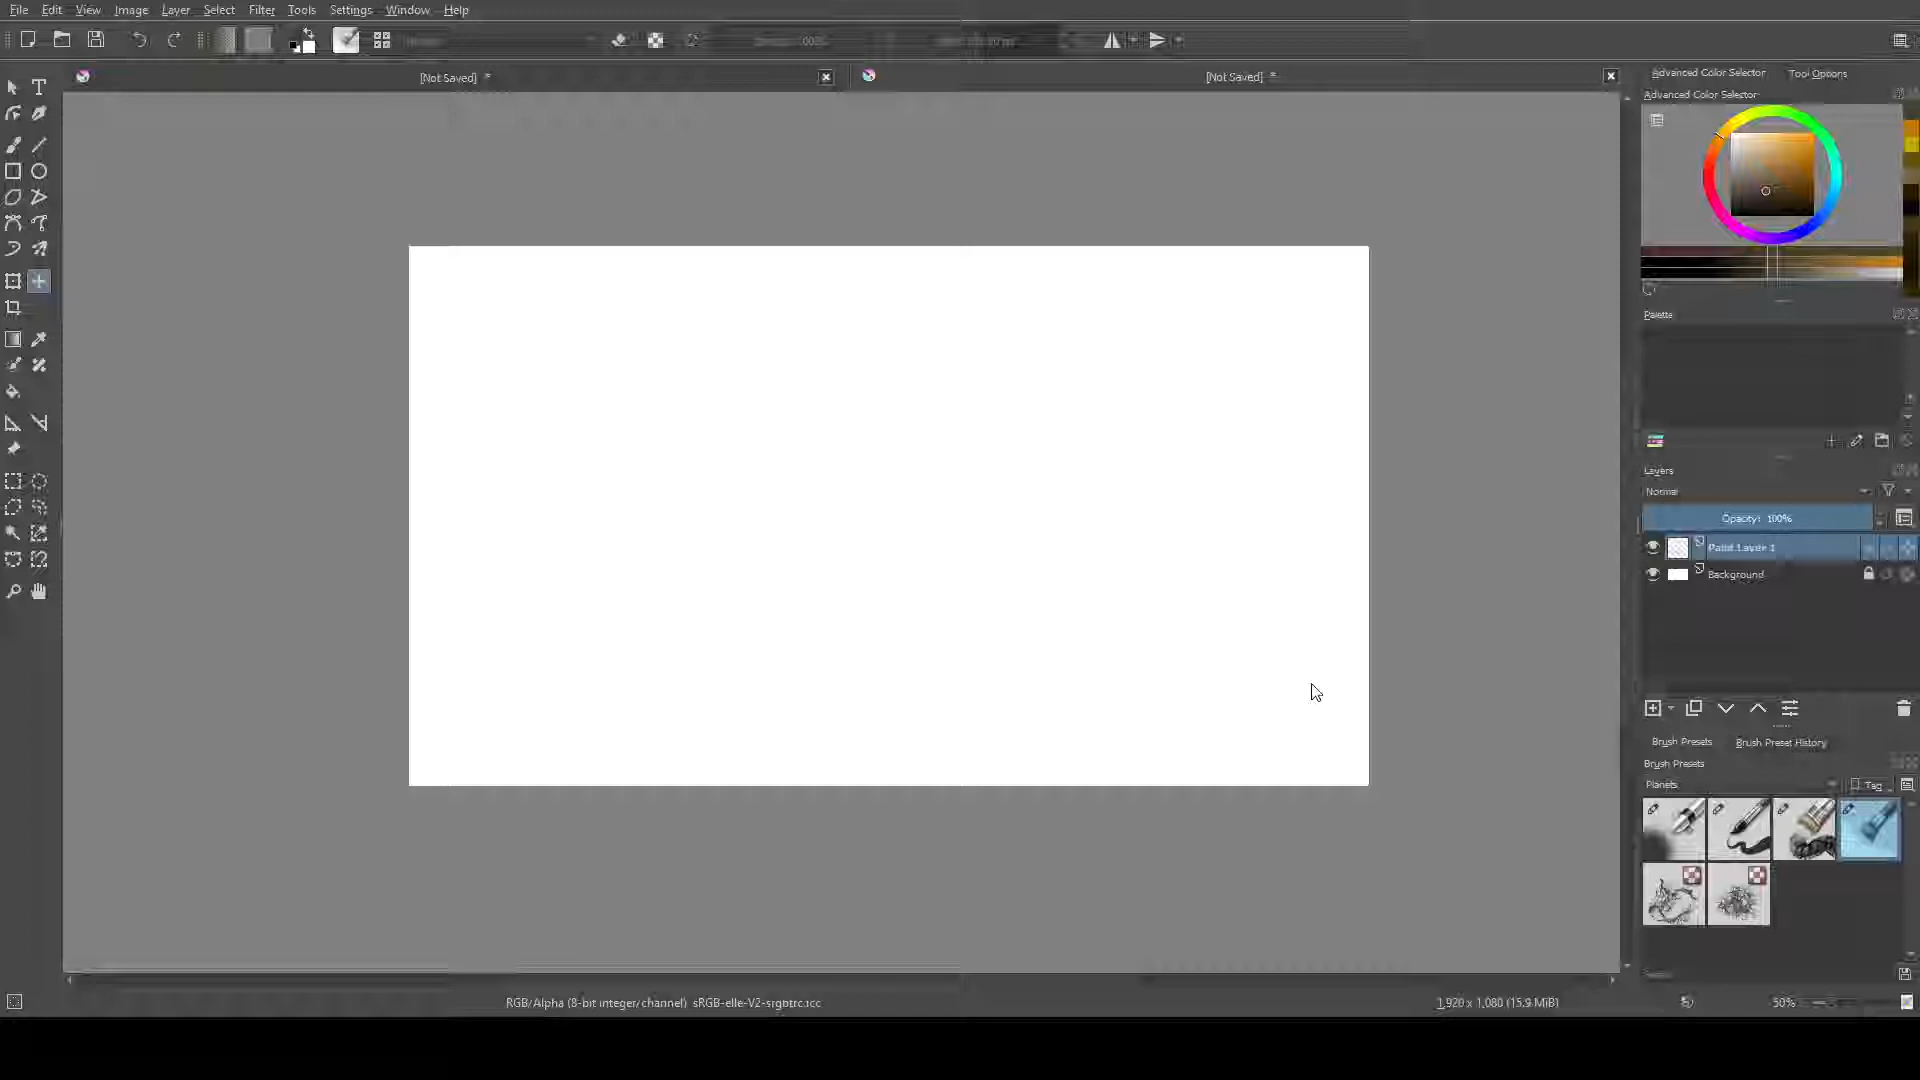 File Edit View Image Layer Select Filter Tools Settings Window Help
[Not Saved] *
[Not Saved] *
Advanced Color Selector Tool Options
Advanced Color Selector
Palette
Layers
Normal
Opacity: 100%
Paint Layer 1
Background
Brush Presets Brush Preset History
Brush Presets
Planets
Tag
RGB/Alpha (8-bit integer/channel) sRGB-elle-V2-srgbtrc.icc
1,920 x 1,080 (15.9 MiB)
50%